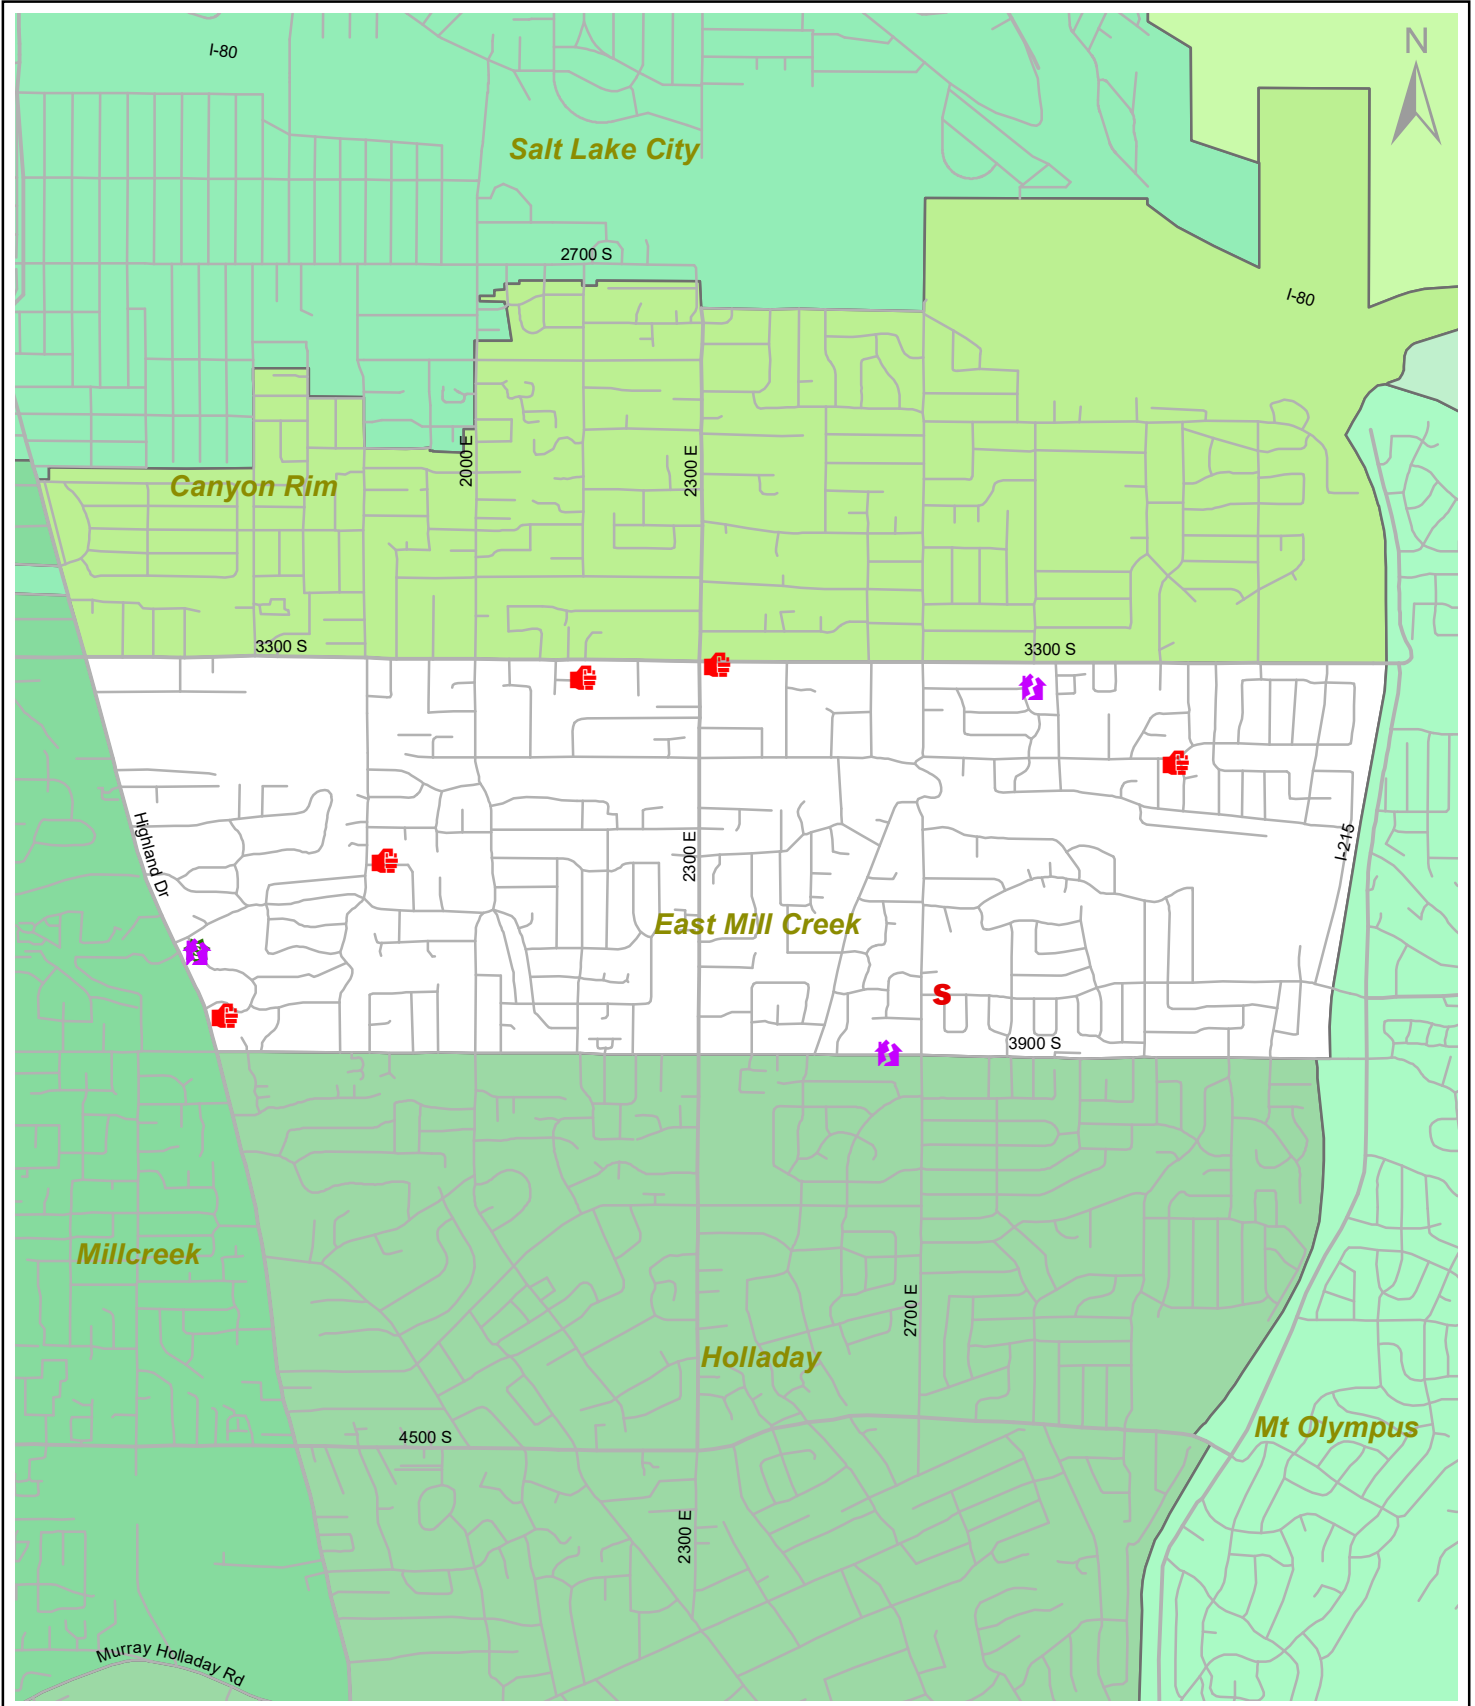 I-80
N
Salt Lake City
2700 S
I-80
2000 E
2300 E
Canyon Rim
3300 S
3300 S
Highland Dr
2300 E
I-215
East Mill Creek
S
3900 S
Millcreek
2700 E
Holladay
Mt Olympus
4500 S
2300 E
Murray Holladay Rd